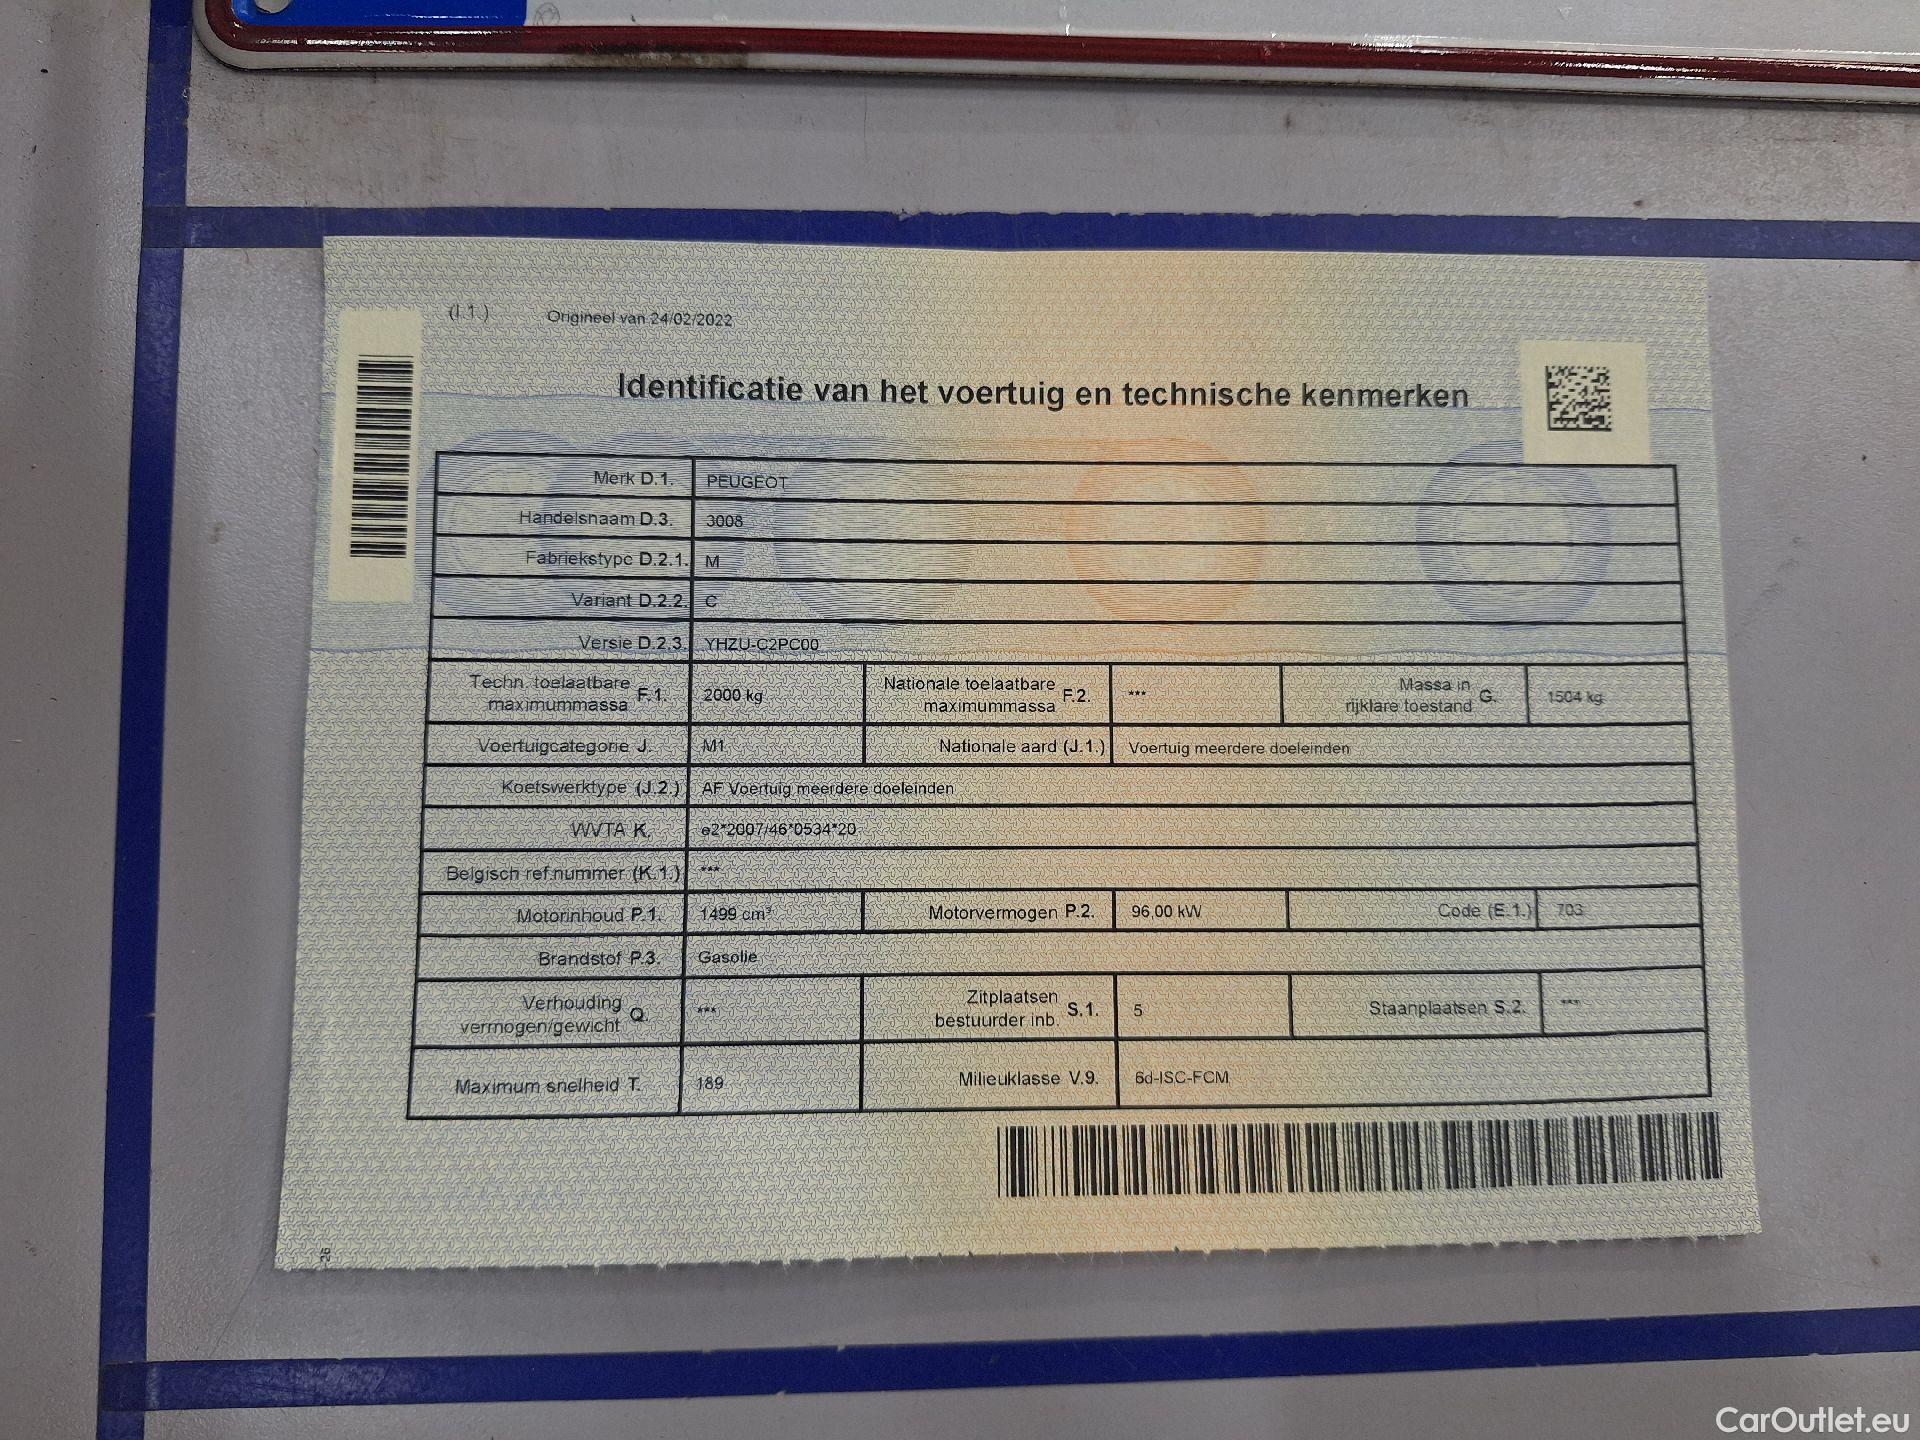 (I.1.) Origineel van 24/02/2022
Identificatie van het voertuig en technische kenmerken
Merk D.1. PEUGEOT
Handelsnaam D.3. 3008
Fabriekstype D.2.1. M
Variant D.2.2. C
Versie D.2.3. YHZU-C2PC00
Techn. toelaatbare maximummassa F.1. 2000 kg Nationale toelaatbare maximummassa F.2. *** Massa in rijklare toestand G. 1504 kg
Voertuigcategorie J. M1 Nationale aard (J.1.) Voertuig meerdere doeleinden
Koetswerktype (J.2.) AF Voertuig meerdere doeleinden
WVTA K. e2*2007/46*0534*20
Belgisch ref.nummer (K.1.) ***
Motorinhoud P.1. 1499 cm³ Motorvermogen P.2. 96,00 kW Code (E.1.) 703
Brandstof P.3. Gasolie
Verhouding vermogen/gewicht Q. *** Zitplaatsen bestuurder inb. S.1. 5 Staanplaatsen S.2. ***
Maximum snelheid T. 189 Milieuklasse V.9. 6d-ISC-FCM
26
CarOutlet.eu